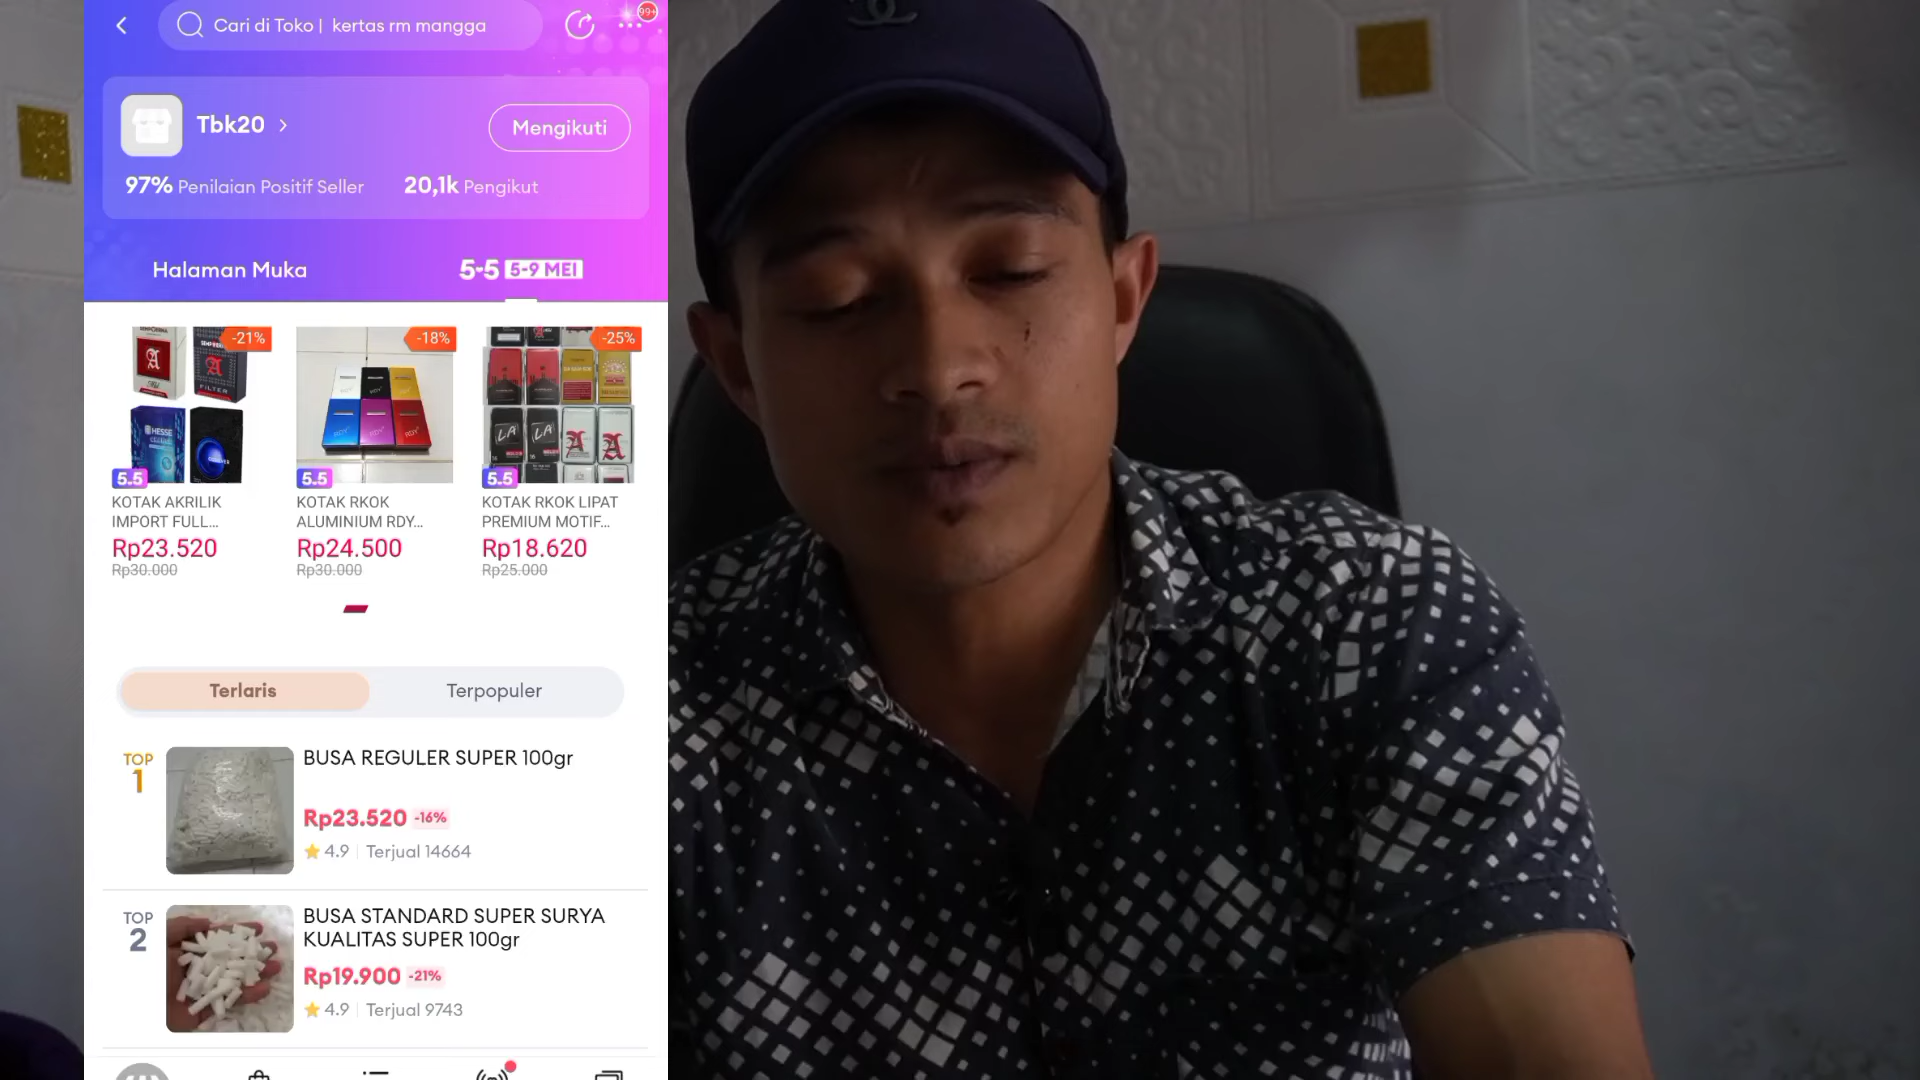 Cari di Toko | kertas rm mangga
99+
Tbk20
Mengikuti
97% Penilaian Positif Seller
20,1k Pengikut
Halaman Muka
5-5 5-9 MEI
-21%
-18%
-25%
A
FILTER
HESSE
LA
LA
A
A
5.5
5.5
5.5
KOTAK AKRILIK
IMPORT FULL...
Rp23.520
Rp30.000
KOTAK RKOK
ALUMINIUM RDY...
Rp24.500
Rp30.000
KOTAK RKOK LIPAT
PREMIUM MOTIF...
Rp18.620
Rp25.000
Terlaris
Terpopuler
TOP
1
BUSA REGULER SUPER 100gr
Rp23.520 -16%
4.9 | Terjual 14664
TOP
2
BUSA STANDARD SUPER SURYA
KUALITAS SUPER 100gr
Rp19.900 -21%
4.9 | Terjual 9743